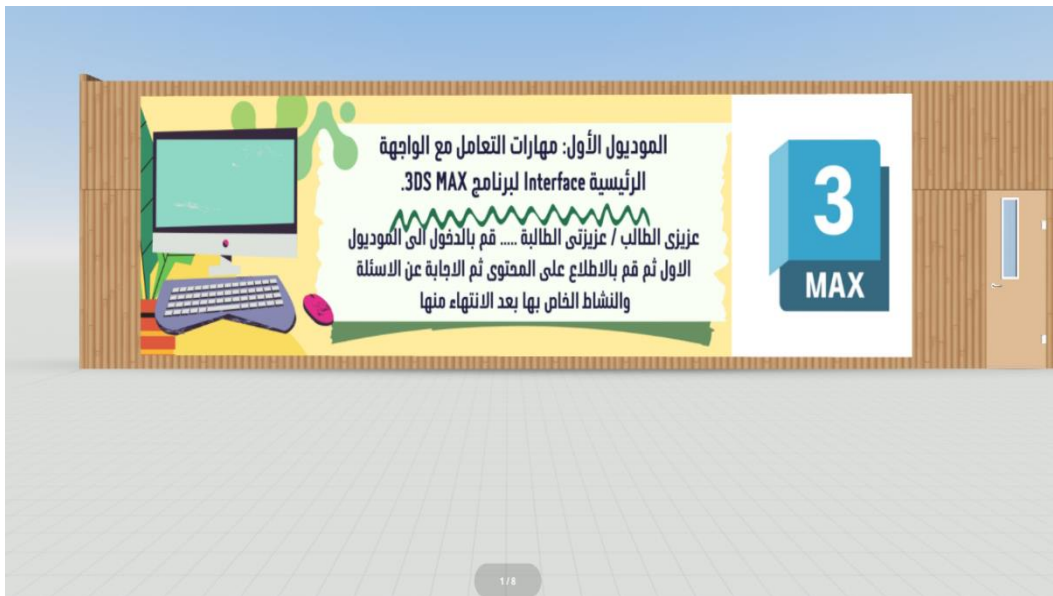 الموديول الأول: مهارات التعامل مع الواجهة
الرئيسية Interface لبرنامج 3DS MAX.
عزيزى الطالب / عزيزتى الطالبة ..... قم بالدخول الى الموديول
الاول ثم قم بالاطلاع على المحتوى ثم الاجابة عن الاسئلة
والنشاط الخاص بها بعد الانتهاء منها
3
MAX
1/8